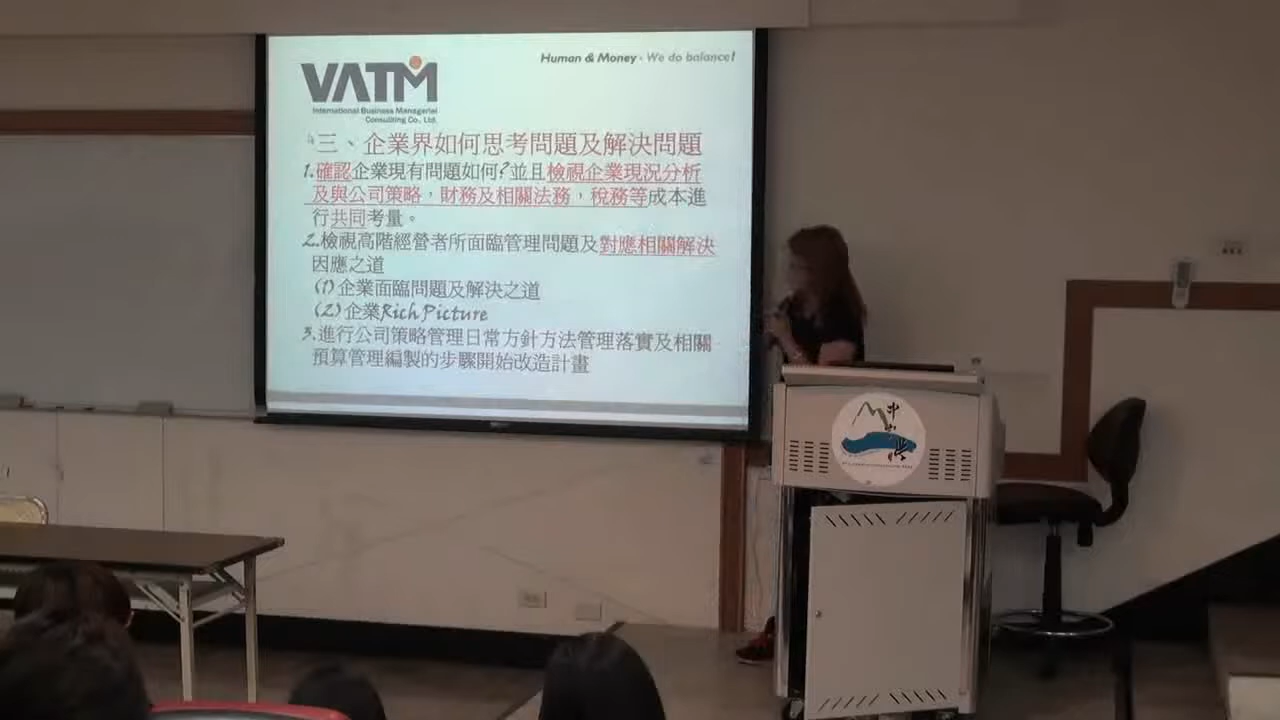 Human & Money - We do balance!
VATM
International Business Managerial
Consulting Co., Ltd.
三、企業界如何思考問題及解決問題
1.確認企業現有問題如何?並且檢視企業現況分析
及與公司策略，財務及相關法務，稅務等成本進
行共同考量。
2.檢視高階經營者所面臨管理問題及對應相關解決
因應之道
(1)企業面臨問題及解決之道
(2)企業Rich Picture
3.進行公司策略管理日常方針方法管理落實及相關
預算管理編製的步驟開始改造計畫